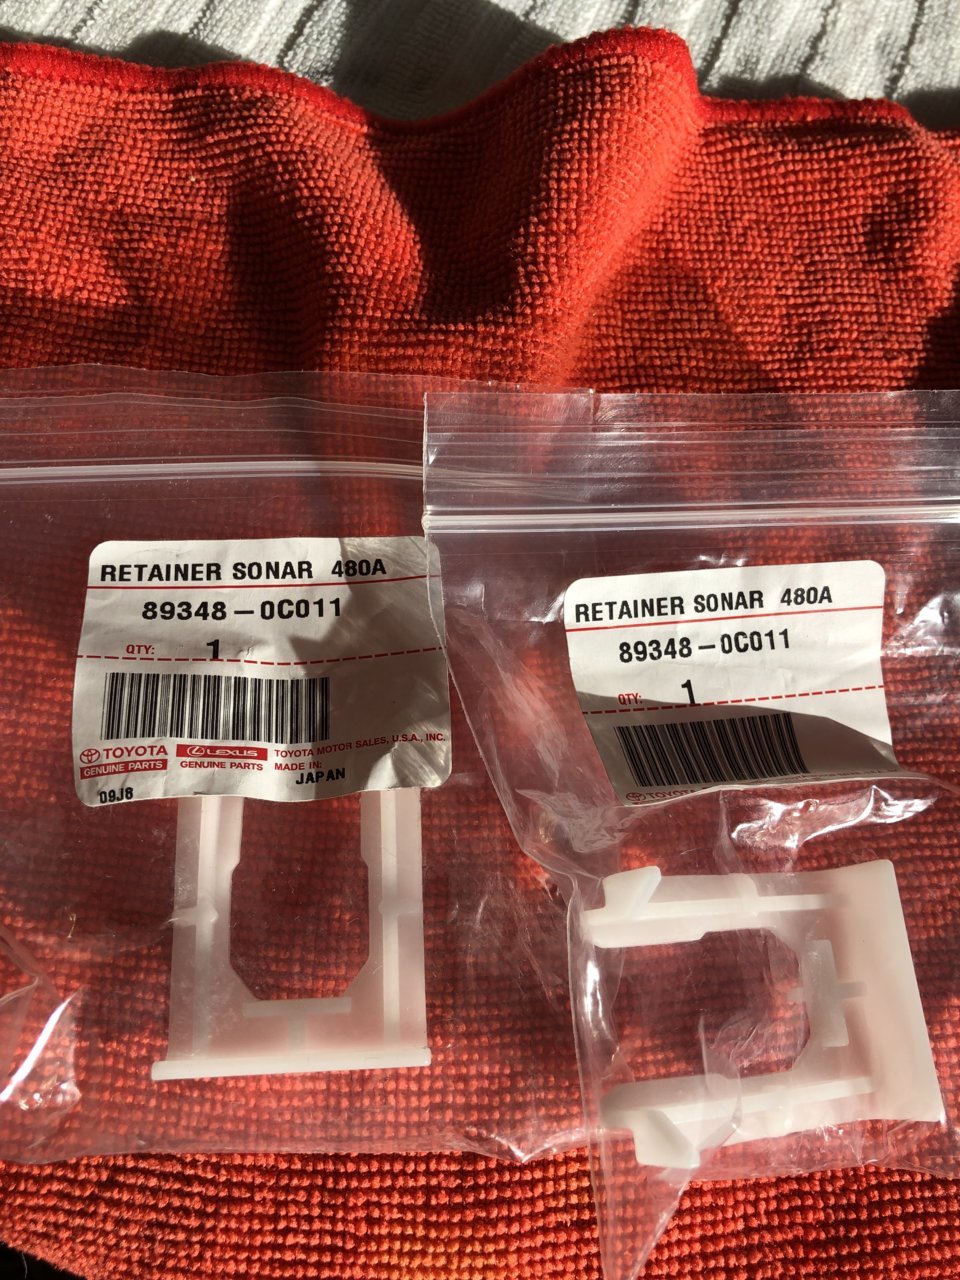 RETAINER SONAR 480A
89348-0C011
QTY: 1
TOYOTA
GENUINE PARTS
LEXUS
GENUINE PARTS
TOYOTA MOTOR SALES, U.S.A., INC.
MADE IN:
JAPAN
09J8
RETAINER SONAR 480A
89348-0C011
QTY: 1
TOYOTA